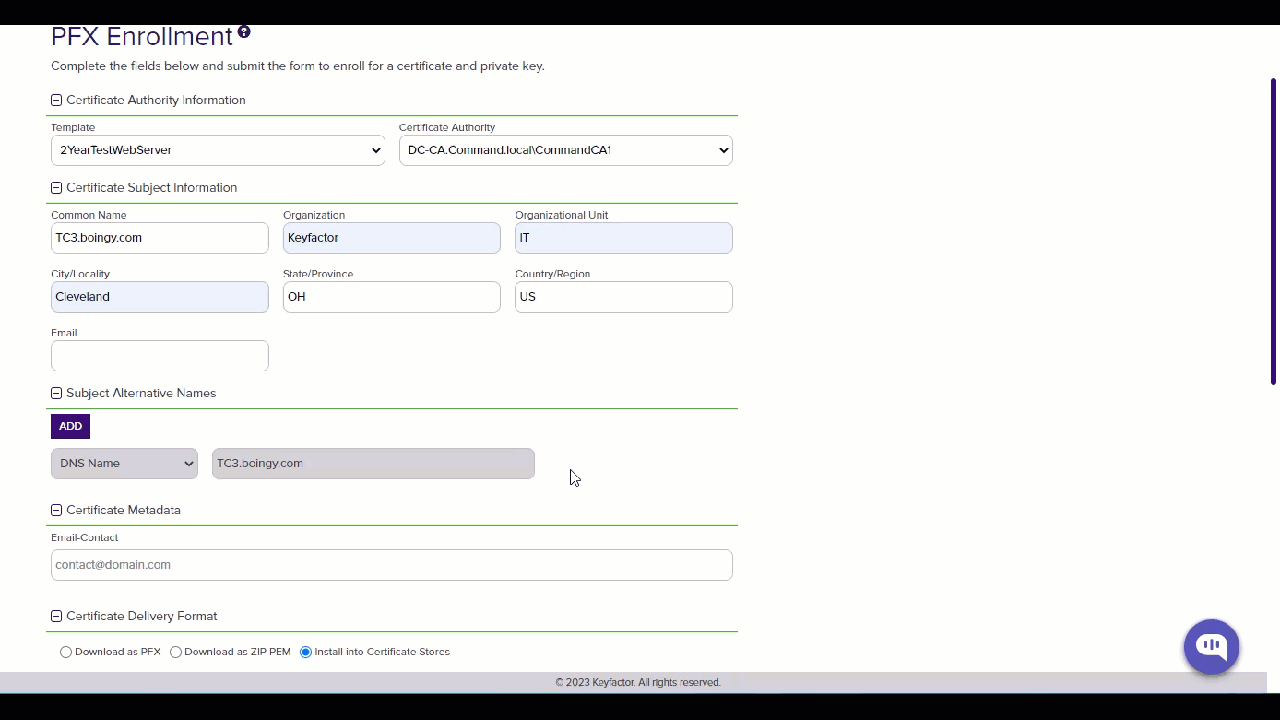 PFX Enrollment ?
Complete the fields below and submit the form to enroll for a certificate and private key.
Certificate Authority Information
Template Certificate Authority
2YearTestWebServer DC-CA.Command.local\CommandCA1
Certificate Subject Information
Common Name Organization Organizational Unit
TC3.boingy.com Keyfactor IT
City/Locality State/Province Country/Region
Cleveland OH US
Email
Subject Alternative Names
ADD
DNS Name TC3.boingy.com
Certificate Metadata
Email-Contact
contact@domain.com
Certificate Delivery Format
Download as PFX Download as ZIP PEM Install into Certificate Stores
© 2023 Keyfactor. All rights reserved.